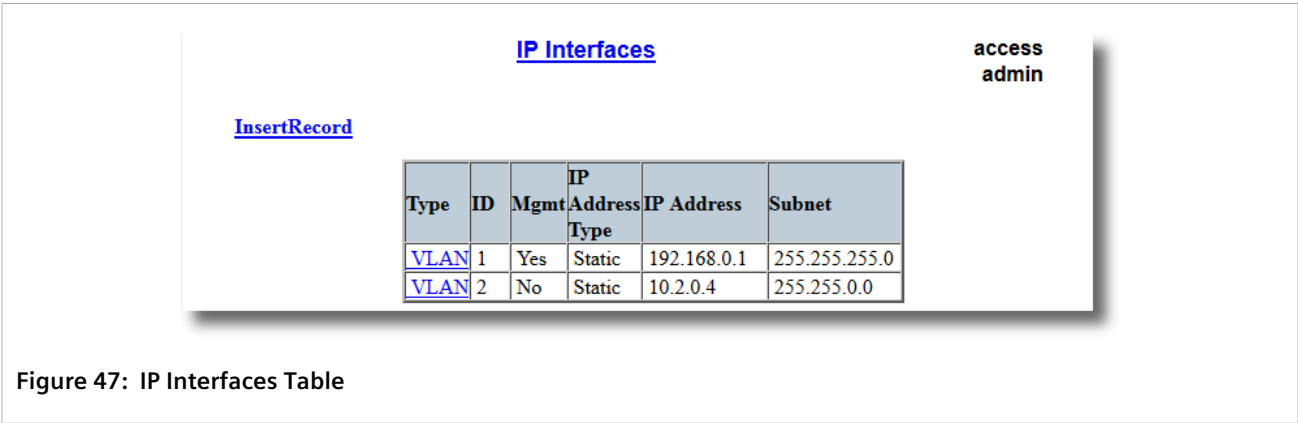 IP Interfaces
access
admin
InsertRecord
Type ID Mgmt IP Address Type IP Address Subnet
VLAN 1 Yes Static 192.168.0.1 255.255.255.0
VLAN 2 No Static 10.2.0.4 255.255.0.0
Figure 47: IP Interfaces Table